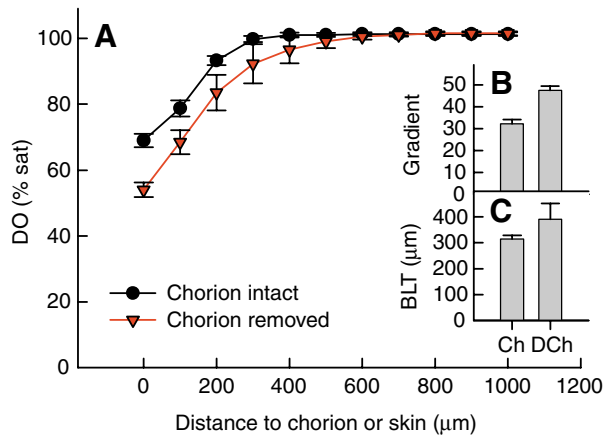 A
DO (% sat)
100
80
60
40
20
0
Chorion intact
Chorion removed
0 200 400 600 800 1000 1200
Distance to chorion or skin (μm)
B
Gradient
50
40
30
20
10
0
C
BLT (μm)
400
300
200
100
0
Ch DCh